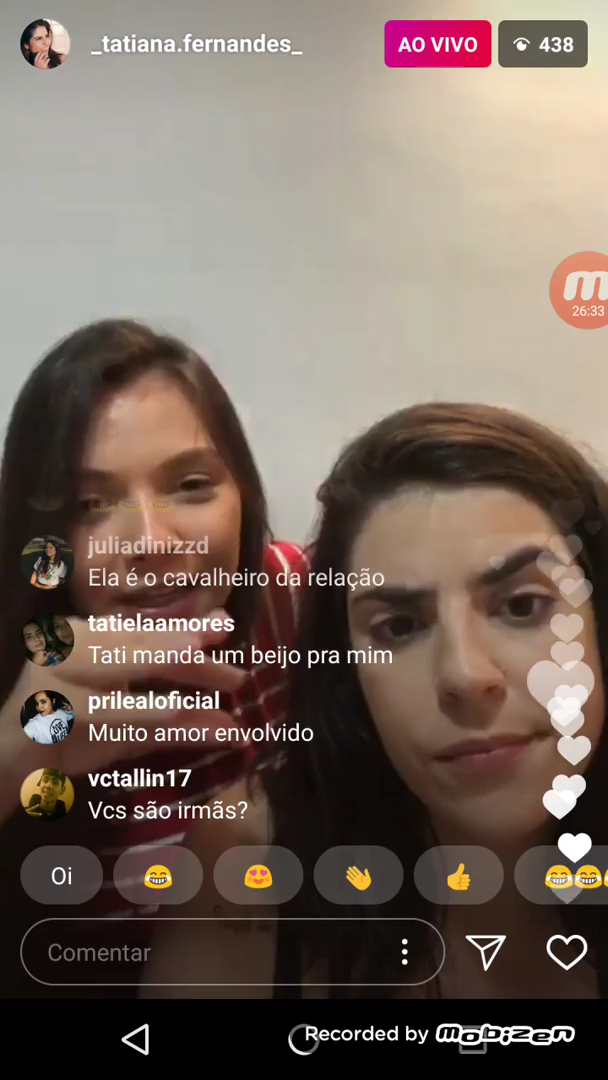 _tatiana.fernandes_
AO VIVO
438
26:33
juliadinizzd
Ela é o cavalheiro da relação
tatielaamores
Tati manda um beijo pra mim
prilealoficial
Muito amor envolvido
vctallin17
Vcs são irmãs?
Oi
Comentar
Recorded by mobizen